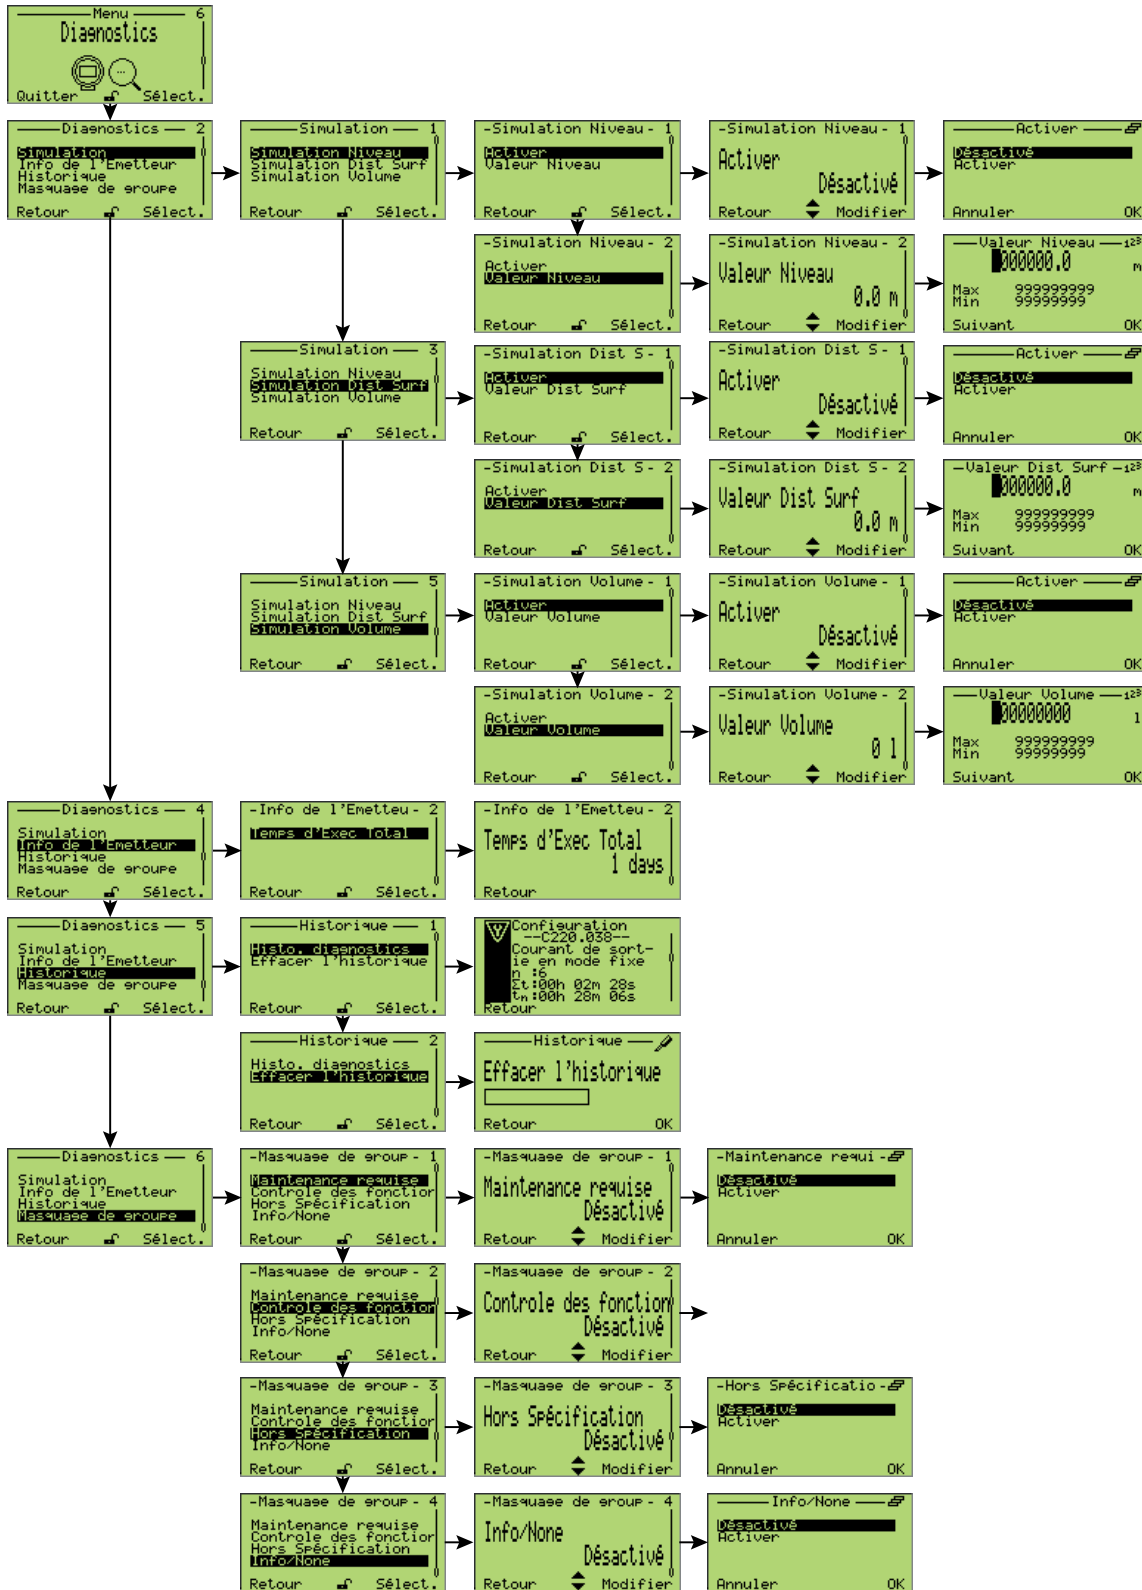 Menu 6
Diagnostics
Quitter Sélect.
Diagnostics 2
Simulation
Info de l'Emetteur
Historique
Masquage de groupe
Retour Sélect.
Simulation 1
Simulation Niveau
Simulation Dist Surf
Simulation Volume
Retour Sélect.
-Simulation Niveau- 1
Activer
Valeur Niveau
Retour Sélect.
-Simulation Niveau- 1
Activer
Désactivé
Retour Modifier
Activer
Désactivé
Activer
Annuler OK
-Simulation Niveau- 2
Activer
Valeur Niveau
Retour Sélect.
-Simulation Niveau- 2
Valeur Niveau
0.0 m
Retour Modifier
Valeur Niveau 123
000000.0 m
Max 999999999
Min 99999999
Suivant OK
Simulation 3
Simulation Niveau
Simulation Dist Surf
Simulation Volume
Retour Sélect.
-Simulation Dist S- 1
Activer
Valeur Dist Surf
Retour Sélect.
-Simulation Dist S- 1
Activer
Désactivé
Retour Modifier
Activer
Désactivé
Activer
Annuler OK
-Simulation Dist S- 2
Activer
Valeur Dist Surf
Retour Sélect.
-Simulation Dist S- 2
Valeur Dist Surf
0.0 m
Retour Modifier
-Valeur Dist Surf -123
000000.0 m
Max 999999999
Min 99999999
Suivant OK
Simulation 5
Simulation Niveau
Simulation Dist Surf
Simulation Volume
Retour Sélect.
-Simulation Volume- 1
Activer
Valeur Volume
Retour Sélect.
-Simulation Volume- 1
Activer
Désactivé
Retour Modifier
Activer
Désactivé
Activer
Annuler OK
-Simulation Volume- 2
Activer
Valeur Volume
Retour Sélect.
-Simulation Volume- 2
Valeur Volume
0 l
Retour Modifier
Valeur Volume 123
00000000 l
Max 999999999
Min 99999999
Suivant OK
Diagnostics 4
Simulation
Info de l'Emetteur
Historique
Masquage de groupe
Retour Sélect.
-Info de l'Emetteu- 2
Temps d'Exec Total
Retour Sélect.
-Info de l'Emetteu- 2
Temps d'Exec Total
1 days
Retour
Diagnostics 5
Simulation
Info de l'Emetteur
Historique
Masquage de groupe
Retour Sélect.
Historique 1
Histo. diagnostics
Effacer l'historique
Retour Sélect.
Configuration
--C220.038--
Courant de sort-
ie en mode fixe
n :6
Σt:00h 02m 28s
tn:00h 28m 06s
Retour
Historique 2
Histo. diagnostics
Effacer l'historique
Retour Sélect.
Historique
Effacer l'historique
Retour OK
Diagnostics 6
Simulation
Info de l'Emetteur
Historique
Masquage de groupe
Retour Sélect.
-Masquage de group- 1
Maintenance requise
Controle des fonction
Hors Spécification
Info/None
Retour Sélect.
-Masquage de group- 1
Maintenance requise
Désactivé
Retour Modifier
-Maintenance requi-
Désactivé
Activer
Annuler OK
-Masquage de group- 2
Maintenance requise
Controle des fonction
Hors Spécification
Info/None
Retour Sélect.
-Masquage de group- 2
Controle des fonction
Désactivé
Retour Modifier
-Masquage de group- 3
Maintenance requise
Controle des fonction
Hors Spécification
Info/None
Retour Sélect.
-Masquage de group- 3
Hors Spécification
Désactivé
Retour Modifier
-Hors Spécificatio-
Désactivé
Activer
Annuler OK
-Masquage de group- 4
Maintenance requise
Controle des fonction
Hors Spécification
Info/None
Retour Sélect.
-Masquage de group- 4
Info/None
Désactivé
Retour Modifier
Info/None
Désactivé
Activer
Annuler OK